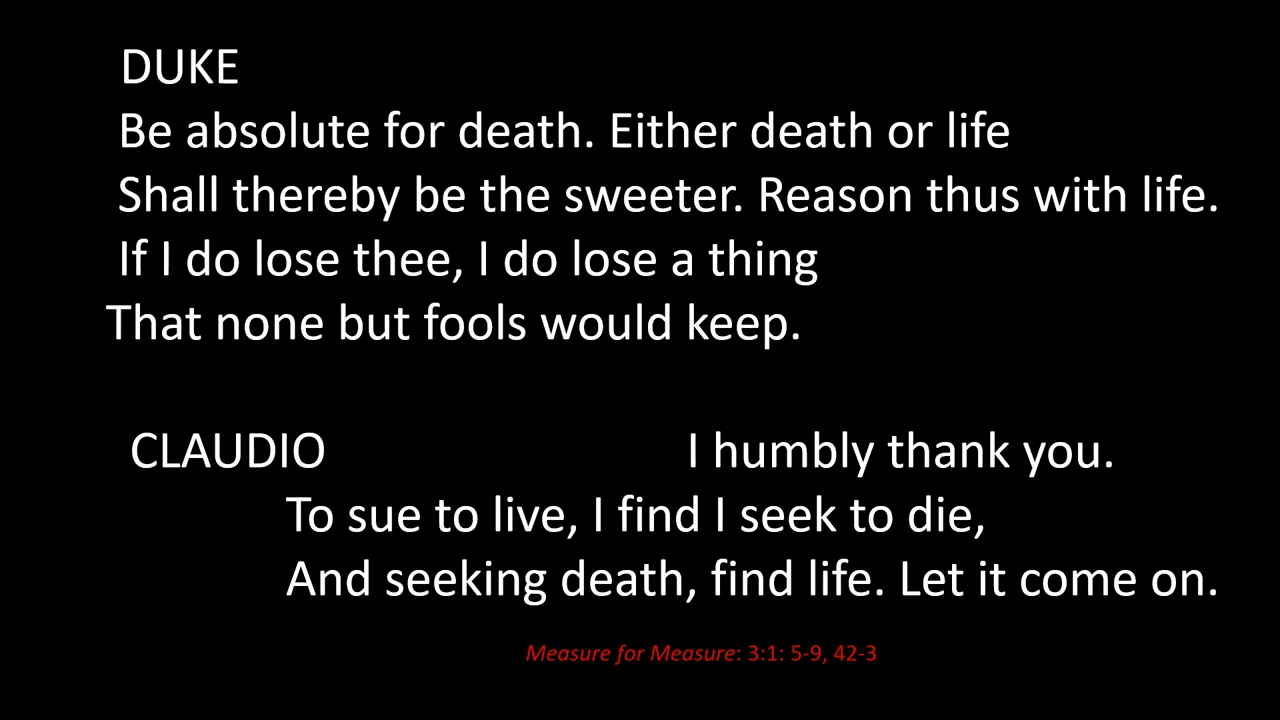 DUKE
Be absolute for death. Either death or life
Shall thereby be the sweeter. Reason thus with life.
If I do lose thee, I do lose a thing
That none but fools would keep.
CLAUDIO I humbly thank you.
To sue to live, I find I seek to die,
And seeking death, find life. Let it come on.
Measure for Measure: 3:1: 5-9, 42-3